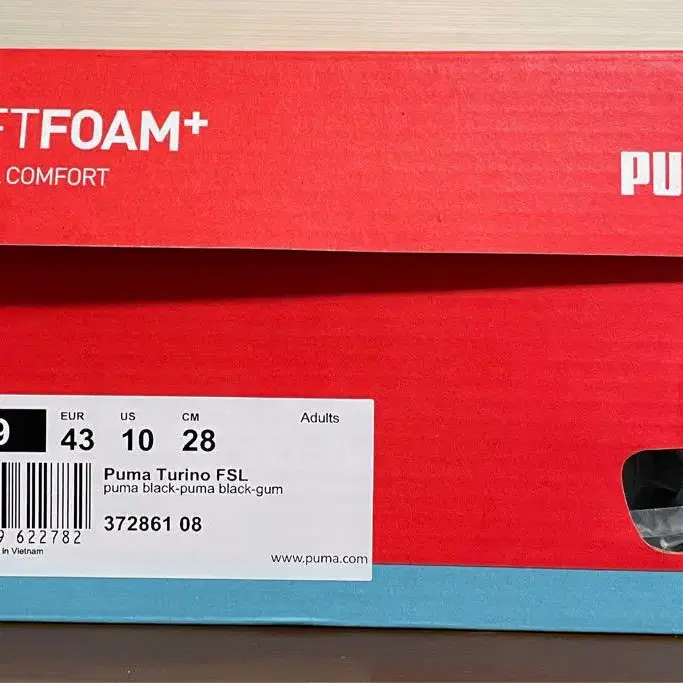 FTFOAM+
COMFORT
PU
EUR US CM Adults
9 43 10 28
Puma Turino FSL
puma black-puma black-gum
9 622782
372861 08
in Vietnam
www.puma.com